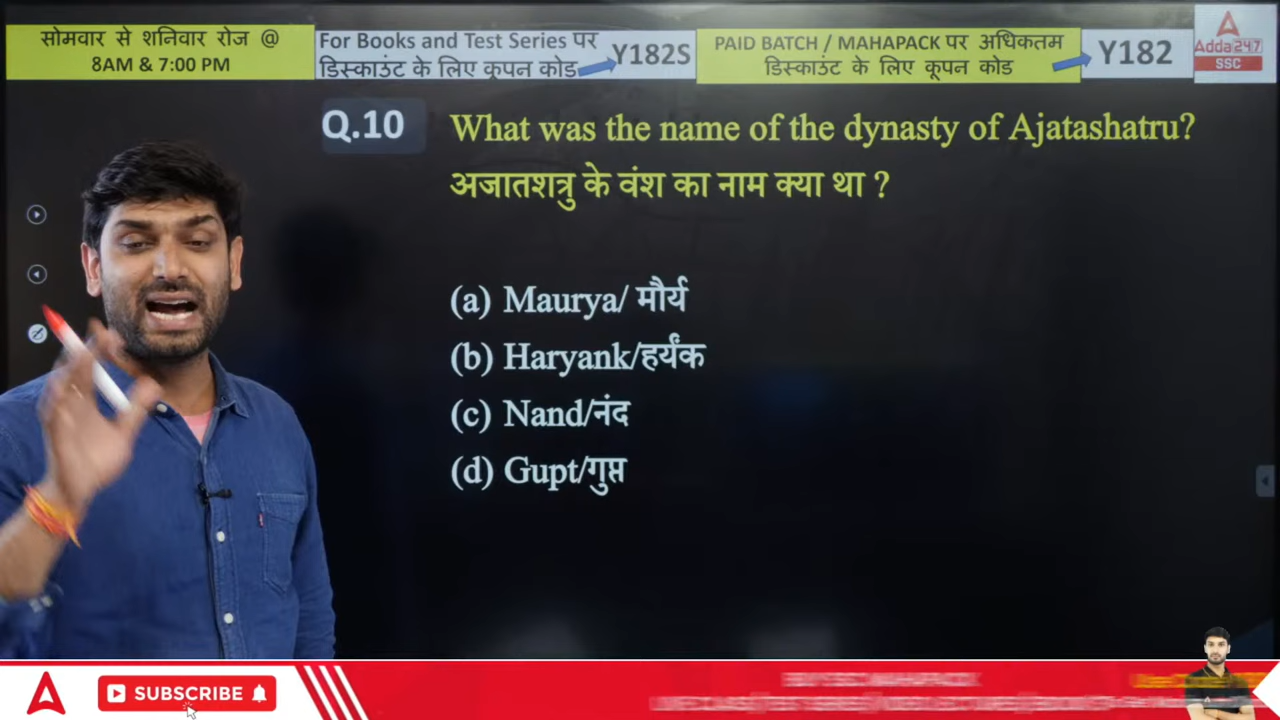 सोमवार से शनिवार रोज @
8AM & 7:00 PM
For Books and Test Series पर
डिस्काउंट के लिए कूपन कोड
Y182S
PAID BATCH / MAHAPACK पर अधिकतम
डिस्काउंट के लिए कूपन कोड
Y182
Adda247
SSC
Q.10
What was the name of the dynasty of Ajatashatru?
अजातशत्रु के वंश का नाम क्या था ?
(a) Maurya/ मौर्य
(b) Haryank/हर्यंक
(c) Nand/नंद
(d) Gupt/गुप्त
SUBSCRIBE